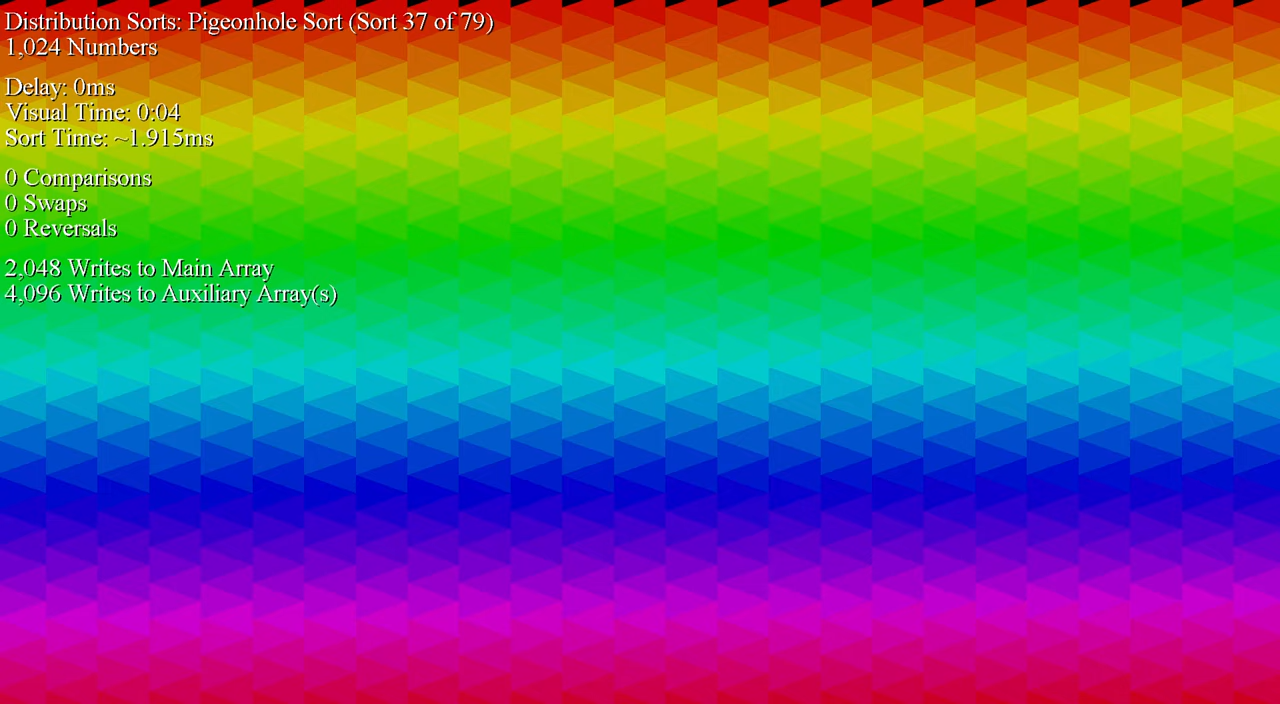 Distribution Sorts: Pigeonhole Sort (Sort 37 of 79)
1,024 Numbers
Delay: 0ms
Visual Time: 0:04
Sort Time: ~1.915ms
0 Comparisons
0 Swaps
0 Reversals
2,048 Writes to Main Array
4,096 Writes to Auxiliary Array(s)